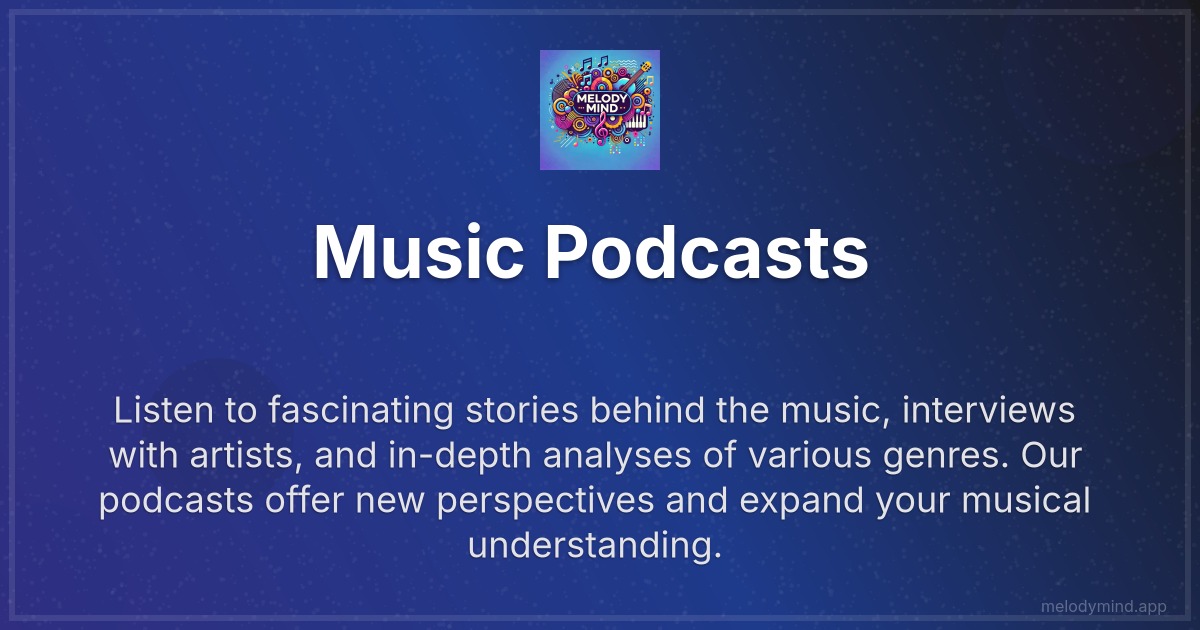 MELODY
MIND
Music Podcasts
Listen to fascinating stories behind the music, interviews
with artists, and in-depth analyses of various genres. Our
podcasts offer new perspectives and expand your musical
understanding.
melodymind.app